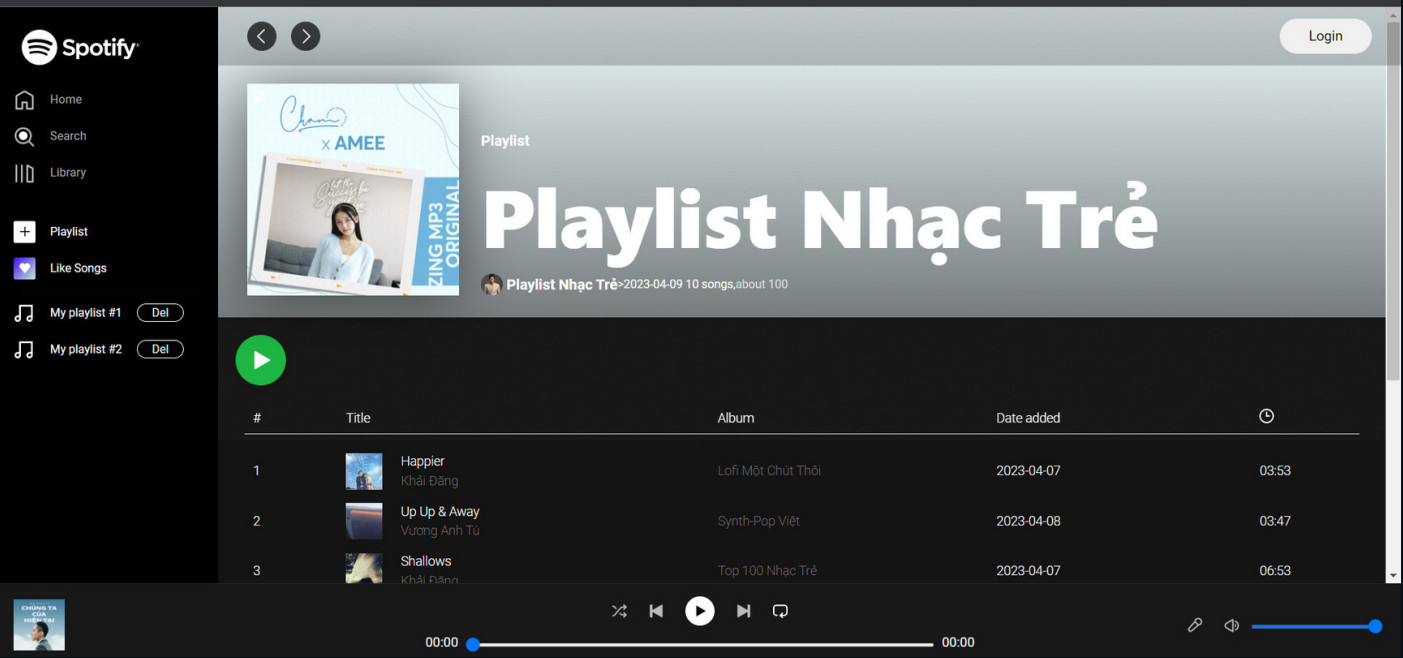 Spotify
Login
Home
Search
Library
Playlist
Like Songs
My playlist #1 Del
My playlist #2 Del
Cham
x AMEE
ZING MP3
ORIGINAL
Playlist
Playlist Nhạc Trẻ
Playlist Nhạc Trẻ>2023-04-09 10 songs,about 100
# Title Album Date added
1 Happier Lofi Một Chút Thôi 2023-04-07 03:53
Khải Đăng
2 Up Up & Away Synth-Pop Việt 2023-04-08 03:47
Vương Anh Tú
3 Shallows Top 100 Nhạc Trẻ 2023-04-07 06:53
Khải Đăng
CHÚNG TA
CỦA
HIỆN TẠI
00:00 00:00